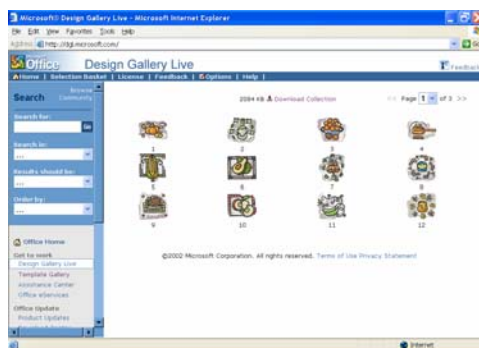 Microsoft® Design Gallery Live - Microsoft Internet Explorer
File Edit View Favorites Tools Help
Address http://dgl.microsoft.com/ Go
Microsoft Office Design Gallery Live Feedback
Home | Selection Basket | License | Feedback | Options | Help |
Search Browse Community
2084 KB Download Collection << Page 1 of 3 >>
Search for:
Go
Search in:
...
Results should be:
...
Order by:
...
1 2 3 4
5 6 7 8
9 10 11 12
Office Home
Get to work
Design Gallery Live
Template Gallery
Assistance Center
Office eServices
Office Update
Product Updates
©2002 Microsoft Corporation. All rights reserved. Terms of Use Privacy Statement
Internet